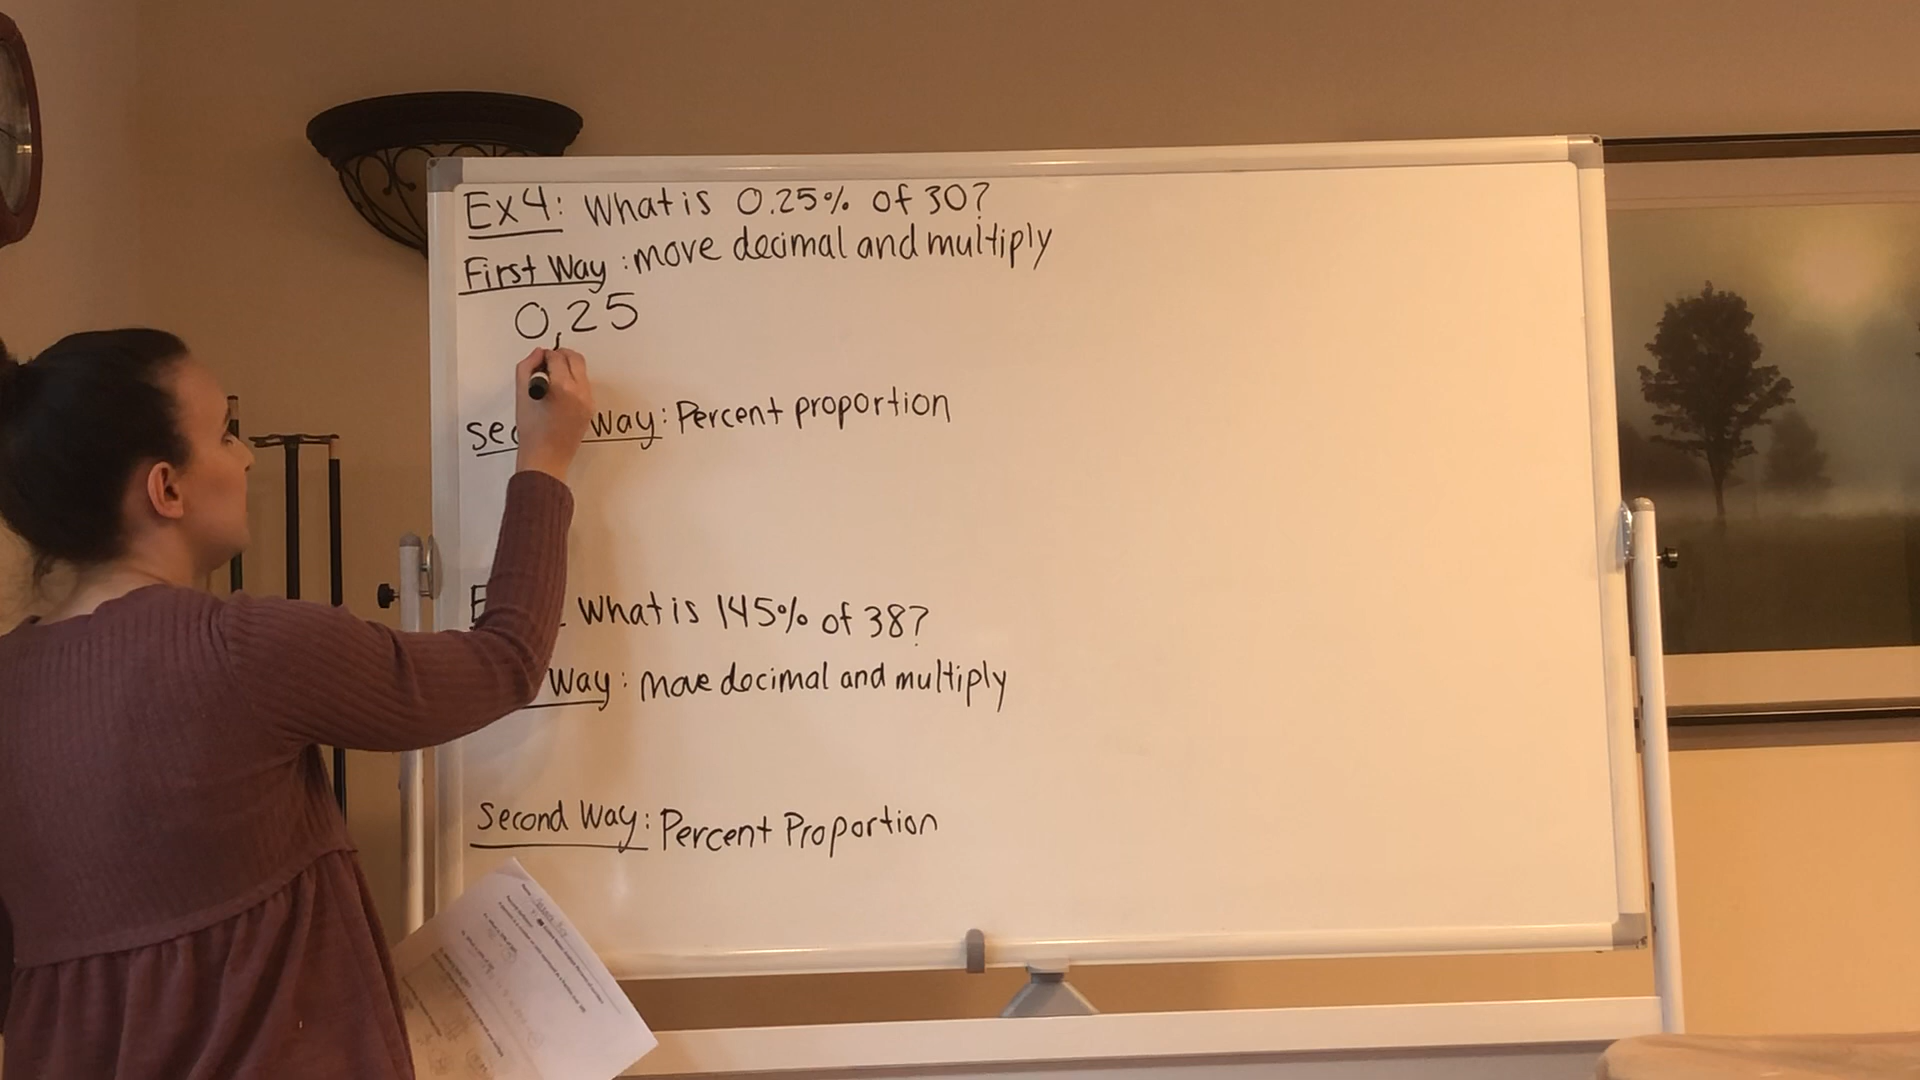 Ex4: What is 0.25% of 30?
First Way: move decimal and multiply
0.25
Way: Percent proportion
What is 145% of 38?
Way: move decimal and multiply
Second Way: Percent Proportion